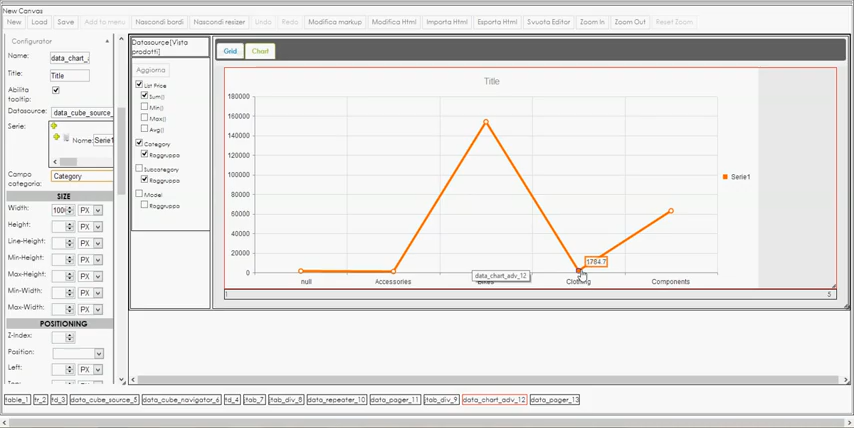 New Canvas
New Load Save Add to menu Nascondi bordi Nascondi resizer Undo Redo Modifica markup Modifica Html Importa Html Esporta Html Svuota Editor Zoom In Zoom Out Reset Zoom
Configurator
Name: data_chart_
Title: Title
Abilita tooltip:
Datasource: data_cube_source_
Serie:
Nome: Serie1
Campo categoria: Category
SIZE
Width: 100 PX
Height: PX
Line-Height: PX
Min-Height: PX
Max-Height: PX
Min-Width: PX
Max-Width: PX
POSITIONING
Z-Index:
Position:
Left: PX
PX
Datasource[Vista prodotti]
Aggiorna
List Price
Sum()
Min()
Max()
Avg()
Category
Raggruppa
Subcategory
Raggruppa
Model
Raggruppa
Grid Chart
Title
180000
160000
140000
120000
100000
80000
60000
40000
20000
0
null Accessories Bikes Clothing Components
1784.7
data_chart_adv_12
Serie1
1 5
table_1 tr_2 td_3 data_cube_source_5 data_cube_navigator_6 td_4 jtab_7 jtab_div_8 data_repeater_10 data_pager_11 jtab_div_9 data_chart_adv_12 data_pager_13